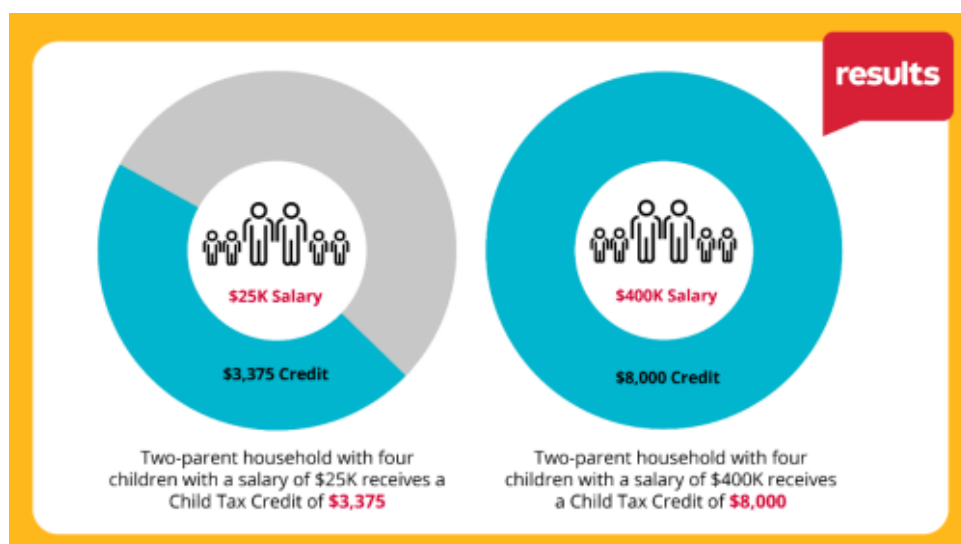 results
$25K Salary
$3,375 Credit
Two-parent household with four
children with a salary of $25K receives a
Child Tax Credit of $3,375
$400K Salary
$8,000 Credit
Two-parent household with four
children with a salary of $400K receives
a Child Tax Credit of $8,000